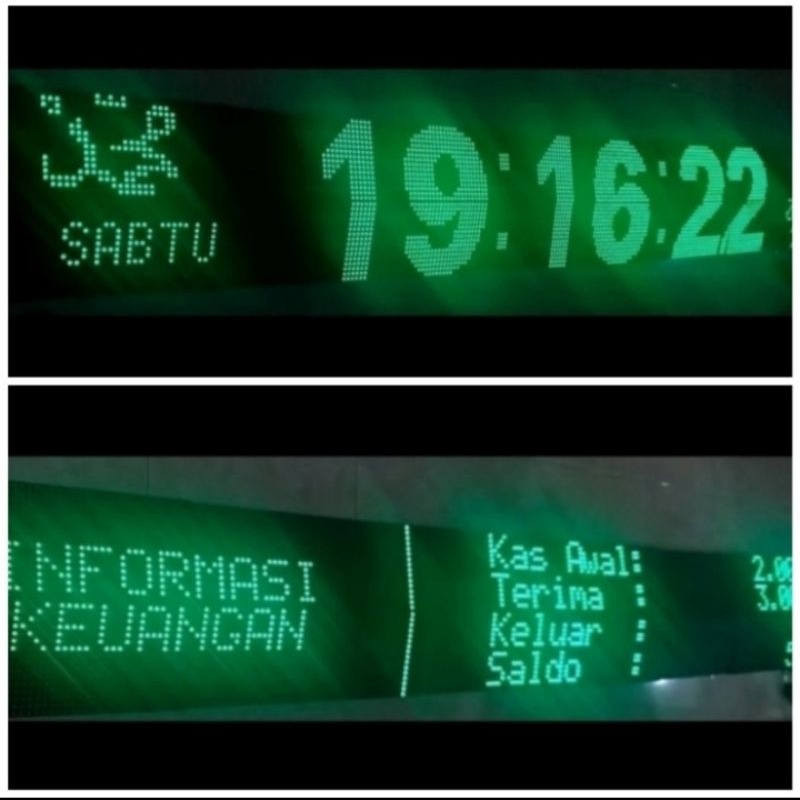 SABTU
19:16:22
INFORMASI
KEUANGAN
Kas Awal:
Terima :
Keluar :
Saldo :